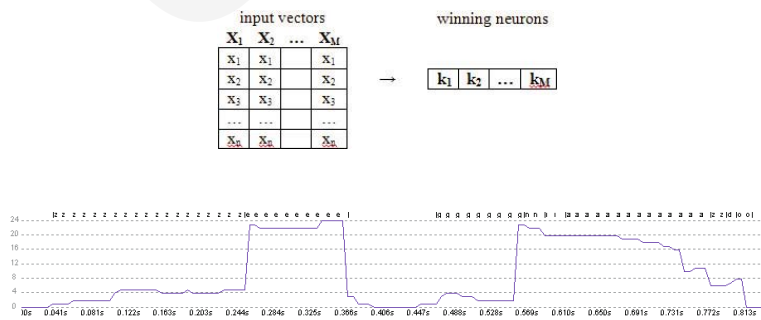 input vectors
winning neurons
X1 X2 ... XM
x1 x1 x1
x2 x2 x2
x3 x3 x3
... ... ...
xn xn xn
→
k1 k2 ... kM
|z z z z z z z z z z z z z z z z z z z|e e e e e e e e e e| |g g g g g g g g g|n n|i i|a a a a a a a a a a a a a a|z z|d|o o|
24
20
16
12
8
4
0
0s 0.041s 0.081s 0.122s 0.163s 0.203s 0.244s 0.284s 0.325s 0.366s 0.406s 0.447s 0.488s 0.528s 0.569s 0.610s 0.650s 0.691s 0.731s 0.772s 0.813s